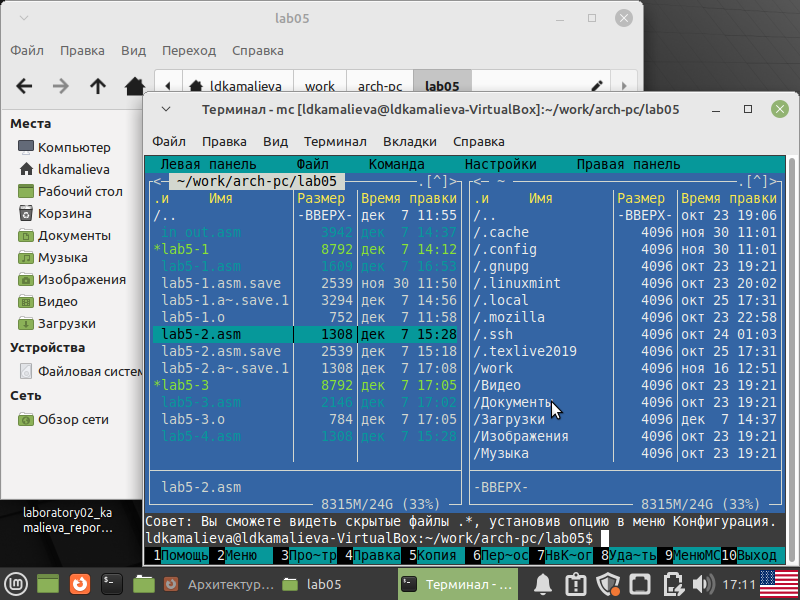 lab05
Файл Правка Вид Переход Справка
ldkamalieva work arch-pc lab05
Места
Компьютер
ldkamalieva
Рабочий стол
Корзина
Документы
Музыка
Изображения
Видео
Загрузки
Устройства
Файловая систем
Сеть
Обзор сети
laboratory02_ka
malieva_repor...
Терминал - mc [ldkamalieva@ldkamalieva-VirtualBox]:~/work/arch-pc/lab05
Файл Правка Вид Терминал Вкладки Справка
Левая панель Файл Команда Настройки Правая панель
<— ~/work/arch-pc/lab05 .[^]>
.и Имя Размер Время правки
/.. -ВВЕРХ- дек 7 11:55
in_out.asm 3942 дек 7 14:37
*lab5-1 8792 дек 7 14:12
lab5-1.asm 1609 дек 7 16:53
lab5-1.asm.save 2539 ноя 30 11:50
lab5-1.a~.save.1 3294 дек 7 14:56
lab5-1.o 752 дек 7 11:58
lab5-2.asm 1308 дек 7 15:28
lab5-2.asm.save 2539 дек 7 15:18
lab5-2.a~.save.1 1308 дек 7 17:08
*lab5-3 8792 дек 7 17:05
lab5-3.asm 2146 дек 7 17:02
lab5-3.o 784 дек 7 17:05
lab5-4.asm 1308 дек 7 15:28
lab5-2.asm
8315M/24G (33%)
<— ~ .[^]>
.и Имя Размер Время правки
/.. -ВВЕРХ- окт 23 19:06
/.cache 4096 ноя 30 11:01
/.config 4096 ноя 30 11:01
/.gnupg 4096 окт 23 19:21
/.linuxmint 4096 окт 23 20:02
/.local 4096 окт 25 17:31
/.mozilla 4096 окт 23 22:58
/.ssh 4096 окт 24 01:03
/.texlive2019 4096 окт 25 17:31
/work 4096 ноя 16 12:51
/Видео 4096 окт 23 19:21
/Документы 4096 окт 23 19:21
/Загрузки 4096 дек 7 14:37
/Изображения 4096 окт 23 19:21
/Музыка 4096 окт 23 19:21
-ВВЕРХ-
8315M/24G (33%)
Совет: Вы сможете видеть скрытые файлы .*, установив опцию в меню Конфигурация.
ldkamalieva@ldkamalieva-VirtualBox:~/work/arch-pc/lab05$
1Помощь 2Меню 3Про~тр 4Правка 5Копия 6Пер~ос 7НвК~ог 8Уда~ть 9МенюMC 10Выход
Архитектур... lab05 Терминал - ... 17:11